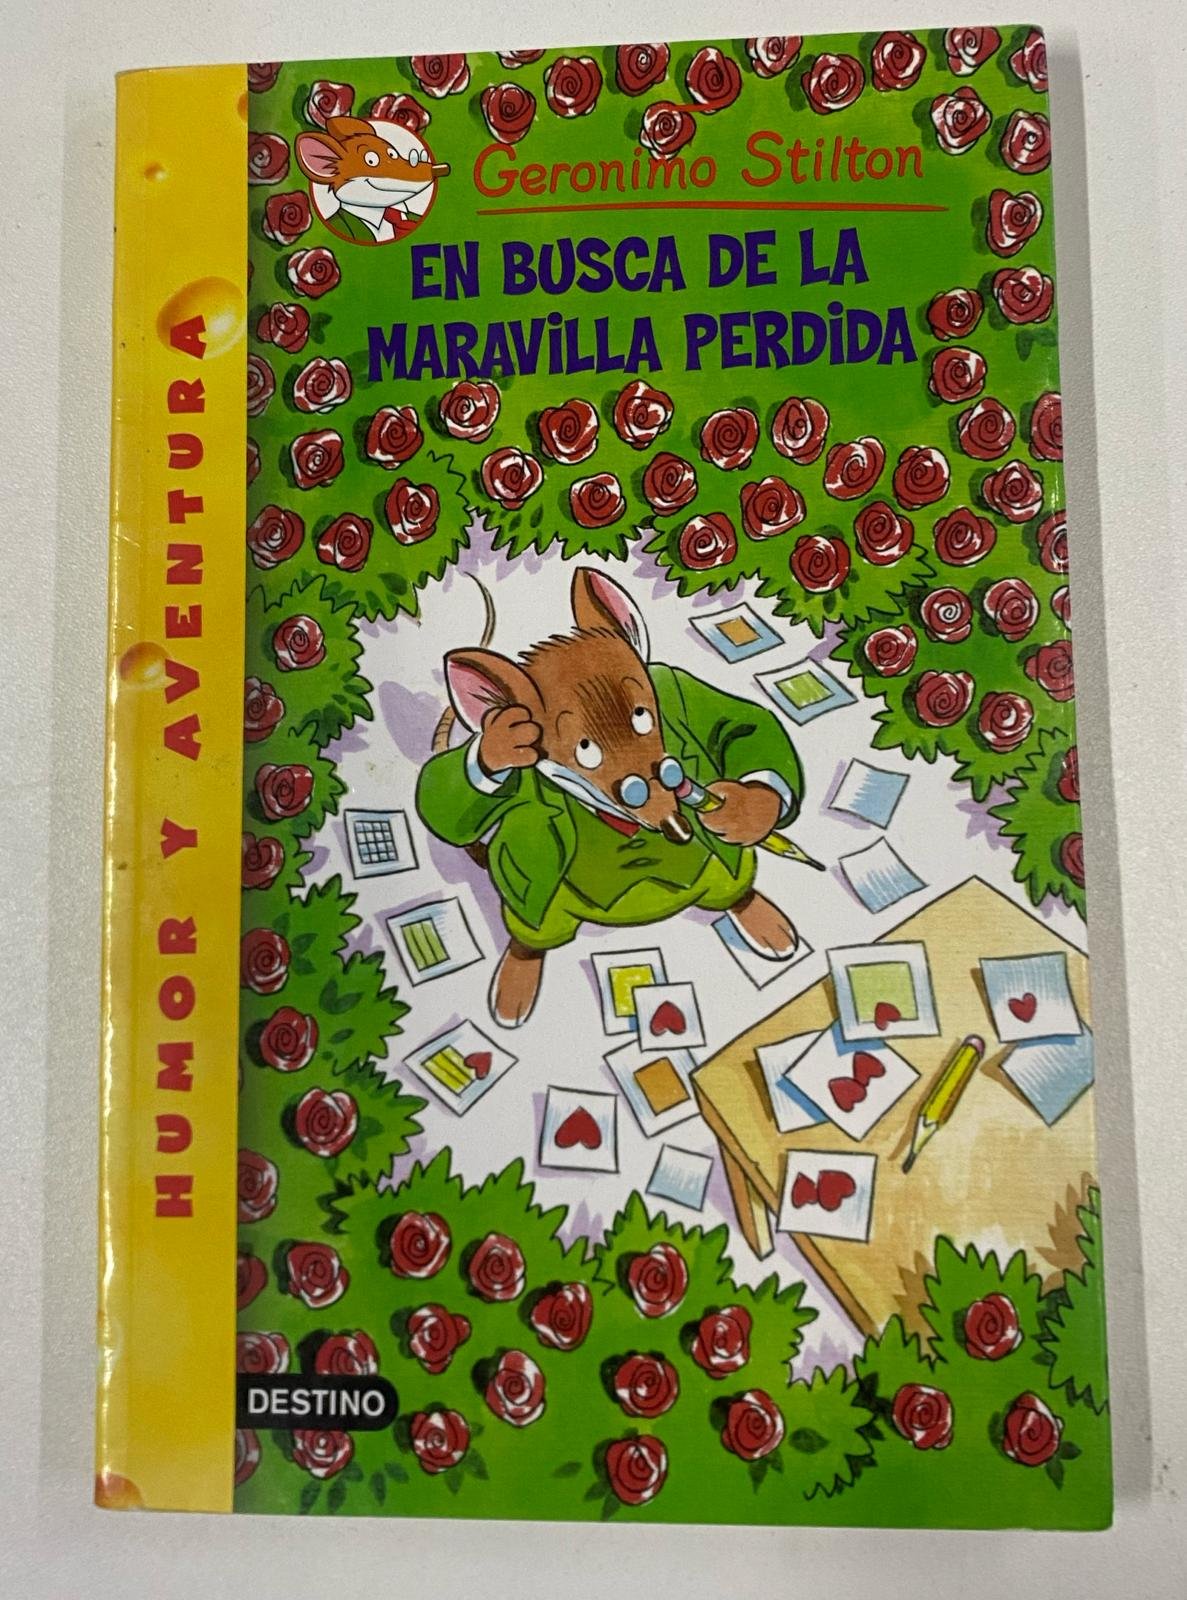 Geronimo Stilton
EN BUSCA DE LA
MARAViLLA PERDiDA
HUMOR Y AVENTURA
DESTINO